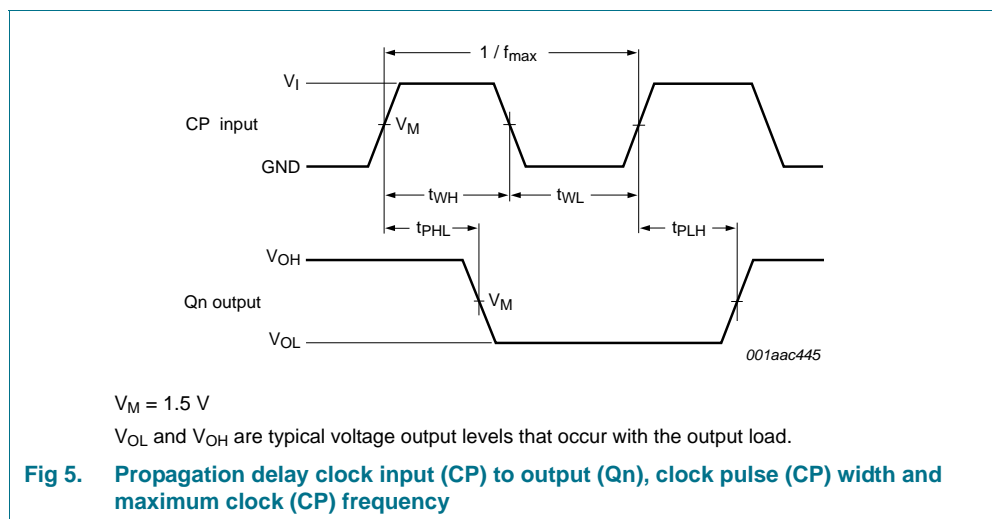 1 / fmax
VI
CP input
VM
GND
tWH
tWL
tPHL
tPLH
VOH
Qn output
VM
VOL
001aac445
VM = 1.5 V
VOL and VOH are typical voltage output levels that occur with the output load.
Fig 5. Propagation delay clock input (CP) to output (Qn), clock pulse (CP) width and
maximum clock (CP) frequency